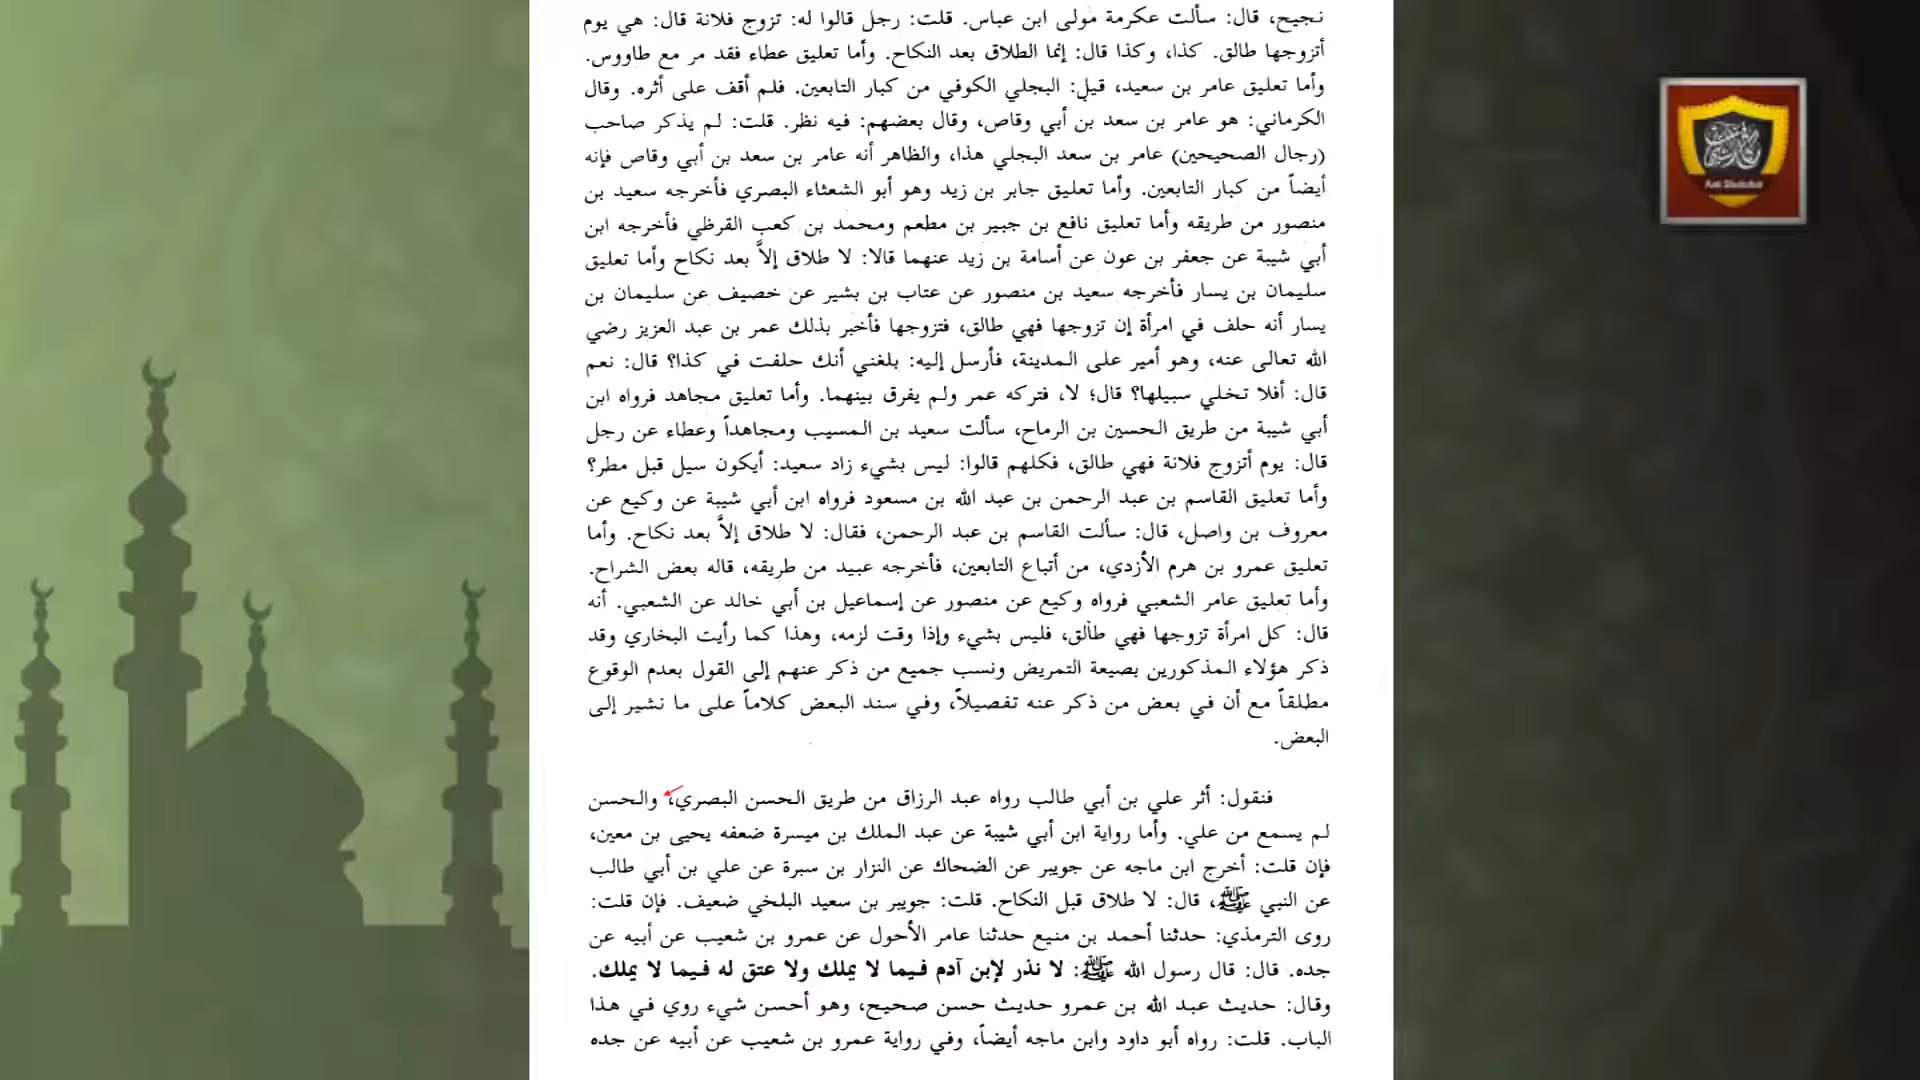 نجيح، قال: سألت عكرمة مولى ابن عباس. قلت: رجل قالوا له: تزوج فلانة قال: هي يوم
أتزوجها طالق. كذا، وكذا قال: إنما الطلاق بعد النكاح. وأما تعليق عطاء فقد مر مع طاووس.
وأما تعليق عامر بن سعيد، قيل: البجلي الكوفي من كبار التابعين. فلم أقف على أثره. وقال
الكرماني: هو عامر بن سعد بن أبي وقاص، وقال بعضهم: فيه نظر. قلت: لم يذكر صاحب
(رجال الصحيحين) عامر بن سعد البجلي هذا، والظاهر أنه عامر بن سعد بن أبي وقاص فإنه
أيضاً من كبار التابعين. وأما تعليق جابر بن زيد وهو أبو الشعثاء البصري فأخرجه سعيد بن
منصور من طريقه وأما تعليق نافع بن جبير بن مطعم ومحمد بن كعب القرظي فأخرجه ابن
أبي شيبة عن جعفر بن عون عن أسامة بن زيد عنهما قالا: لا طلاق إلاَّ بعد نكاح وأما تعليق
سليمان بن يسار فأخرجه سعيد بن منصور عن عتاب بن بشير عن خصيف عن سليمان بن
يسار أنه حلف في امرأة إن تزوجها فهي طالق، فتزوجها فأخبر بذلك عمر بن عبد العزيز رضي
الله تعالى عنه، وهو أمير على المدينة، فأرسل إليه: بلغني أنك حلفت في كذا؟ قال: نعم
قال: أفلا تخلي سبيلها؟ قال؛ لا، فتركه عمر ولم يفرق بينهما. وأما تعليق مجاهد فرواه ابن
أبي شيبة من طريق الحسين بن الرماح، سألت سعيد بن المسيب ومجاهداً وعطاء عن رجل
قال: يوم أتزوج فلانة فهي طالق، فكلهم قالوا: ليس بشيء زاد سعيد: أيكون سيل قبل مطر؟
وأما تعليق القاسم بن عبد الرحمن بن عبد الله بن مسعود فرواه ابن أبي شيبة عن وكيع عن
معروف بن واصل، قال: سألت القاسم بن عبد الرحمن، فقال: لا طلاق إلاَّ بعد نكاح. وأما
تعليق عمرو بن هرم الأزدي، من أتباع التابعين، فأخرجه عبيد من طريقه، قاله بعض الشراح.
وأما تعليق عامر الشعبي فرواه وكيع عن منصور عن إسماعيل بن أبي خالد عن الشعبي. أنه
قال: كل امرأة تزوجها فهي طالق، فليس بشيء وإذا وقت لزمه، وهذا كما رأيت البخاري وقد
ذكر هؤلاء المذكورين بصيعة التمريض ونسب جميع من ذكر عنهم إلى القول بعدم الوقوع
مطلقاً مع أن في بعض من ذكر عنه تفصيلاً، وفي سند البعض كلاماً على ما نشير إلى
البعض.
فنقول: أثر علي بن أبي طالب رواه عبد الرزاق من طريق الحسن البصري، والحسن
لم يسمع من علي. وأما رواية ابن أبي شيبة عن عبد الملك بن ميسرة ضعفه يحيى بن معين،
فإن قلت: أخرج ابن ماجه عن جويبر عن الضحاك عن النزار بن سبرة عن علي بن أبي طالب
عن النبي ﷺ، قال: لا طلاق قبل النكاح. قلت: جويبر بن سعيد البلخي ضعيف. فإن قلت:
روى الترمذي: حدثنا أحمد بن منيع حدثنا عامر الأحول عن عمرو بن شعيب عن أبيه عن
جده. قال: قال رسول الله ﷺ: لا نذر لإبن آدم فيما لا يملك ولا عتق له فيما لا يملك.
وقال: حديث عبد الله بن عمرو حديث حسن صحيح، وهو أحسن شيء روي في هذا
الباب. قلت: رواه أبو داود وابن ماجه أيضاً، وفي رواية عمرو بن شعيب عن أبيه عن جده